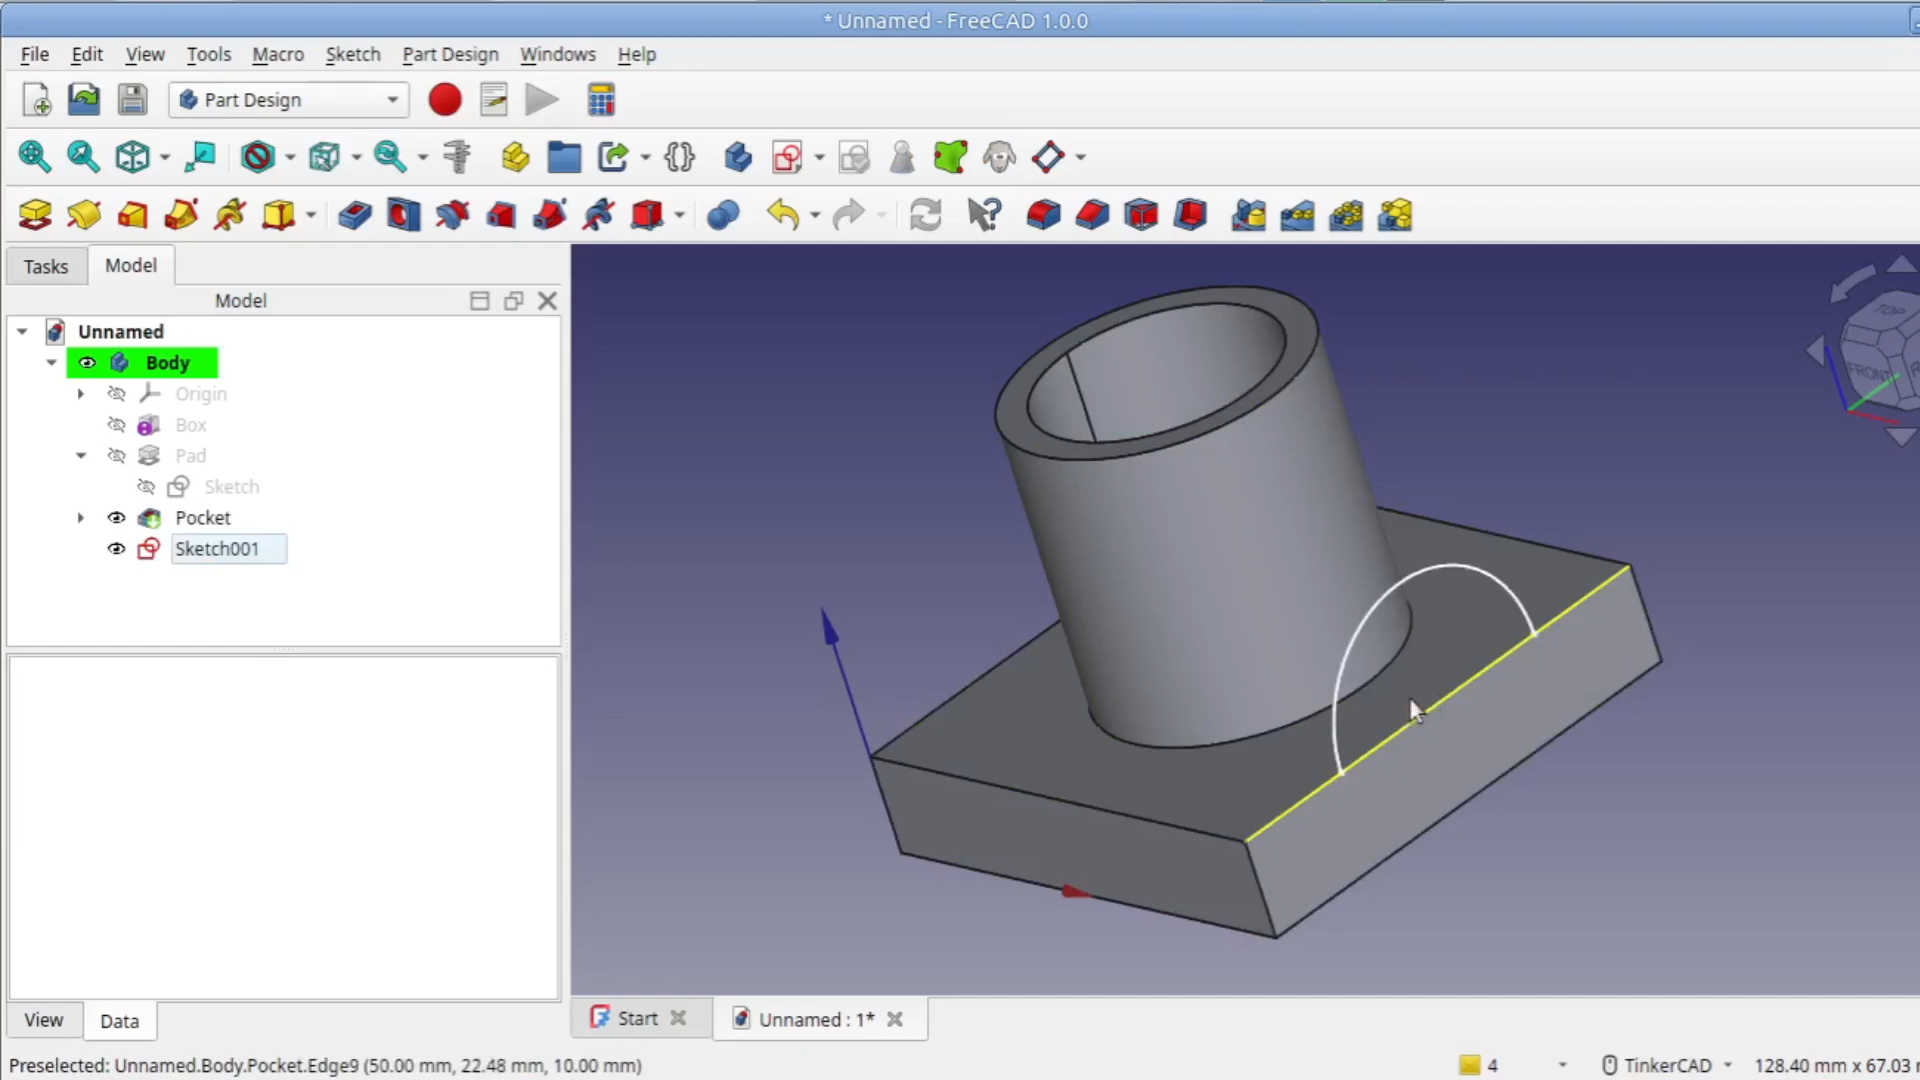 * Unnamed - FreeCAD 1.0.0
File Edit View Tools Macro Sketch Part Design Windows Help
Part Design
Tasks Model
Model
Unnamed
Body
Origin
Box
Pad
Sketch
Pocket
Sketch001
TOP
FRONT
View Data
Start Unnamed : 1*
Preselected: Unnamed.Body.Pocket.Edge9 (50.00 mm, 22.48 mm, 10.00 mm) 4 TinkerCAD 128.40 mm x 67.03